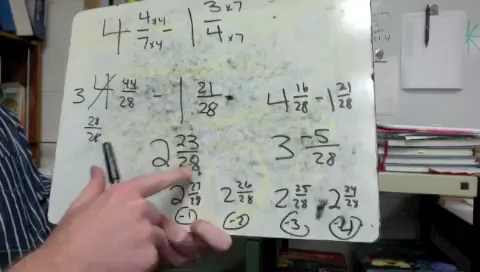 4 4/7 ×4/×4 - 1 3/4 ×7/×7
3 4 44/28 - 1 21/28 4 16/28 - 1 21/28
28/28
2 23/28 3 -5/28
2 27/28 2 26/28 2 25/28 2 24/28
-1 -2 -3 -4